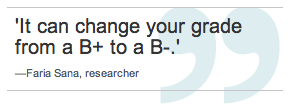 'It can change your grade
from a B+ to a B-.'
—Faria Sana, researcher